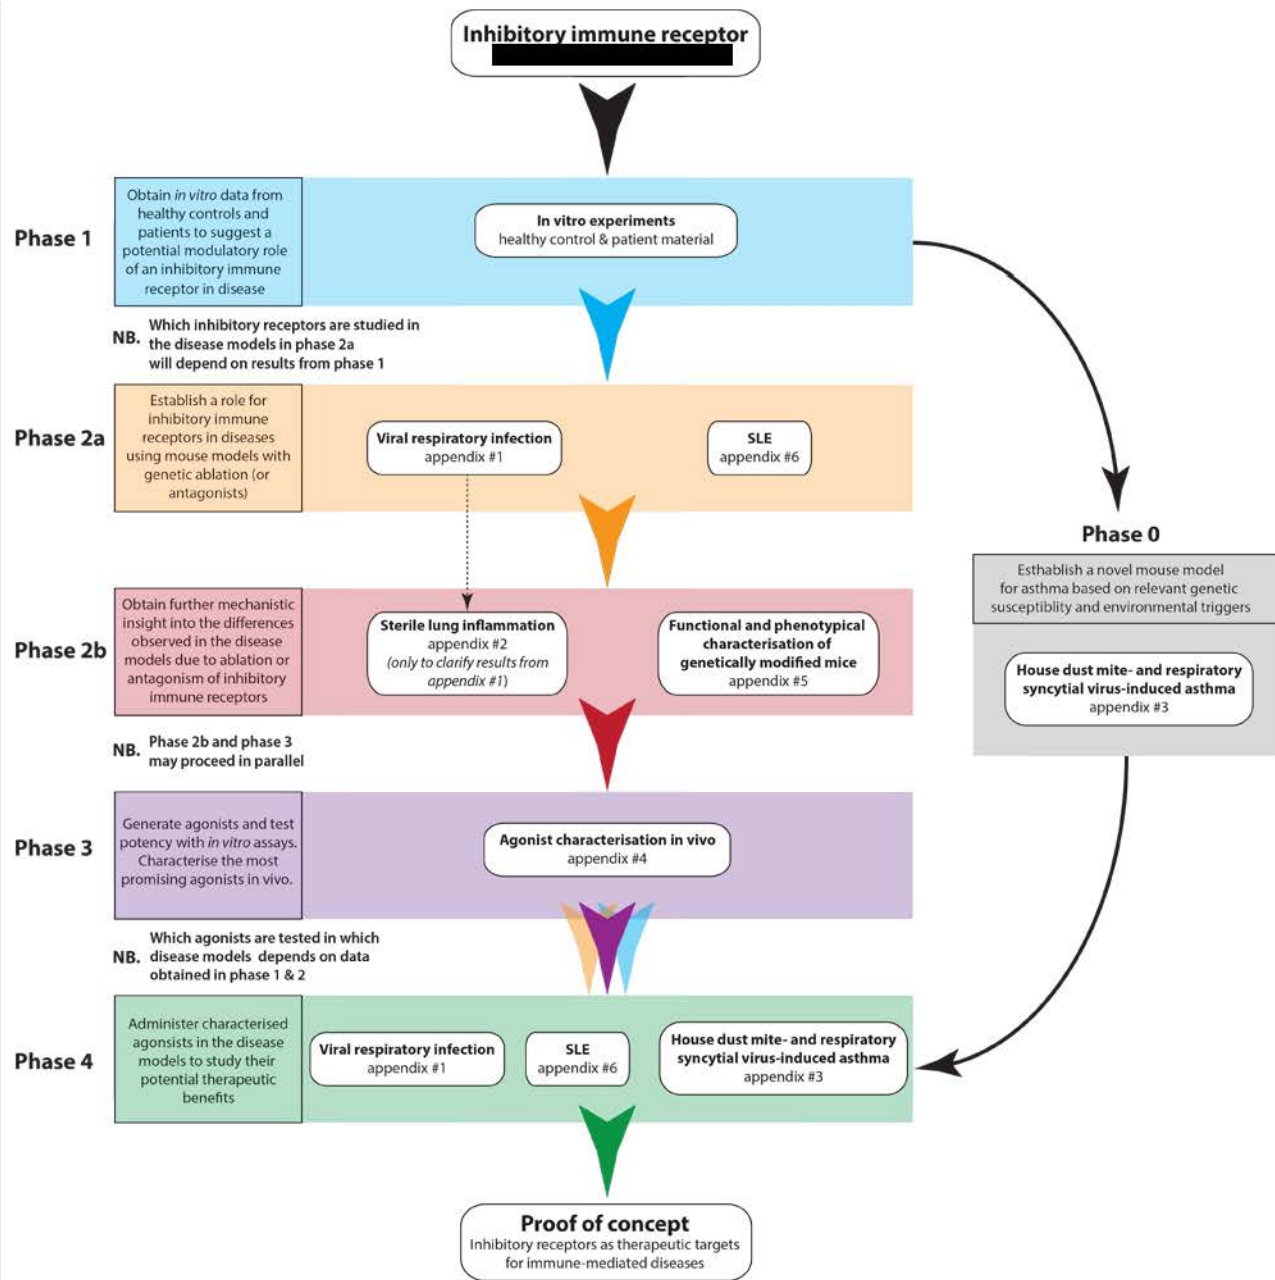 Inhibitory immune receptor
Phase 1
Obtain in vitro data from
healthy controls and
patients to suggest a
potential modulatory role
of an inhibitory immune
receptor in disease
In vitro experiments
healthy control & patient material
NB. Which inhibitory receptors are studied in
the disease models in phase 2a
will depend on results from phase 1
Phase 2a
Establish a role for
inhibitory immune
receptors in diseases
using mouse models with
genetic ablation (or
antagonists)
Viral respiratory infection
appendix #1
SLE
appendix #6
Phase 0
Esthablish a novel mouse model
for asthma based on relevant genetic
susceptiblity and environmental triggers
House dust mite- and respiratory
syncytial virus-induced asthma
appendix #3
Phase 2b
Obtain further mechanistic
insight into the differences
observed in the disease
models due to ablation or
antagonism of inhibitory
immune receptors
Sterile lung inflammation
appendix #2
(only to clarify results from
appendix #1)
Functional and phenotypical
characterisation of
genetically modified mice
appendix #5
NB. Phase 2b and phase 3
may proceed in parallel
Phase 3
Generate agonists and test
potency with in vitro assays.
Characterise the most
promising agonists in vivo.
Agonist characterisation in vivo
appendix #4
NB. Which agonists are tested in which
disease models depends on data
obtained in phase 1 & 2
Phase 4
Administer characterised
agonsists in the disease
models to study their
potential therapeutic
benefits
Viral respiratory infection
appendix #1
SLE
appendix #6
House dust mite- and respiratory
syncytial virus-induced asthma
appendix #3
Proof of concept
Inhibitory receptors as therapeutic targets
for immune-mediated diseases